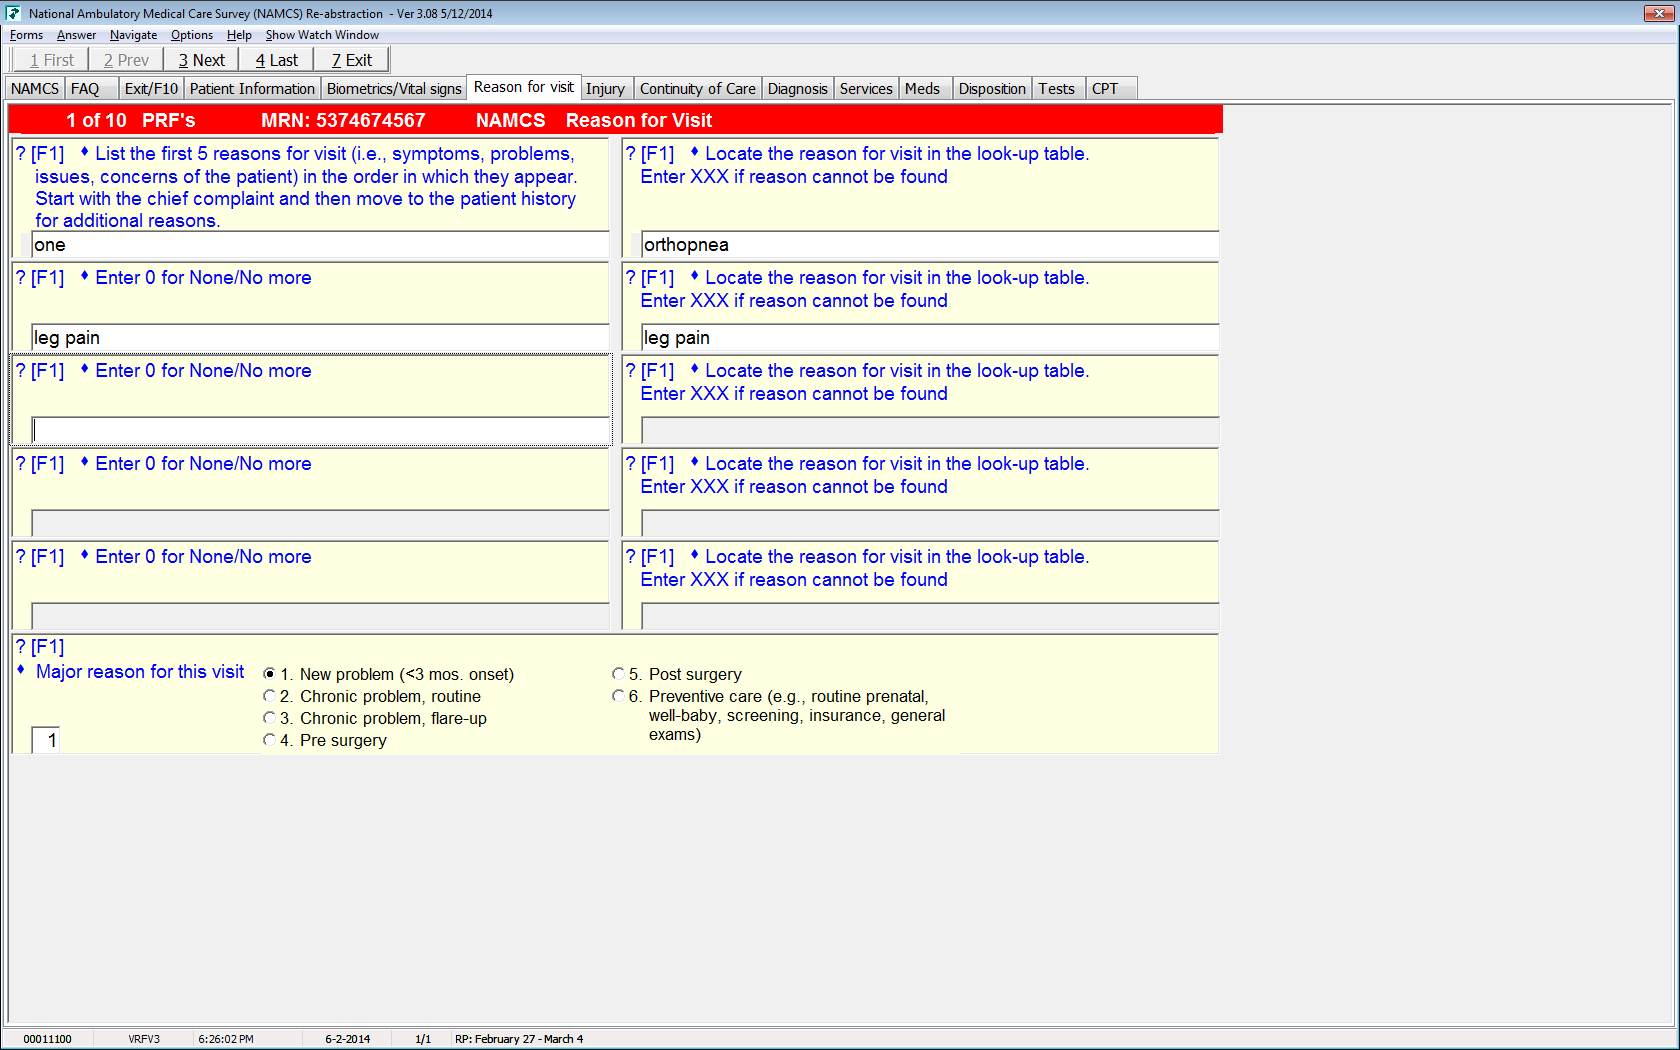 National Ambulatory Medical Care Survey (NAMCS) Re-abstraction - Ver 3.08 5/12/2014
Forms Answer Navigate Options Help Show Watch Window
1 First 2 Prev 3 Next 4 Last 7 Exit
NAMCS FAQ Exit/F10 Patient Information Biometrics/Vital signs Reason for visit Injury Continuity of Care Diagnosis Services Meds Disposition Tests CPT
1 of 10 PRF's MRN: 5374674567 NAMCS Reason for Visit
? [F1] ♦ List the first 5 reasons for visit (i.e., symptoms, problems,
issues, concerns of the patient) in the order in which they appear.
Start with the chief complaint and then move to the patient history
for additional reasons.
one
? [F1] ♦ Locate the reason for visit in the look-up table.
Enter XXX if reason cannot be found
orthopnea
? [F1] ♦ Enter 0 for None/No more
leg pain
? [F1] ♦ Locate the reason for visit in the look-up table.
Enter XXX if reason cannot be found
leg pain
? [F1] ♦ Enter 0 for None/No more
? [F1] ♦ Locate the reason for visit in the look-up table.
Enter XXX if reason cannot be found
? [F1] ♦ Enter 0 for None/No more
? [F1] ♦ Locate the reason for visit in the look-up table.
Enter XXX if reason cannot be found
? [F1] ♦ Enter 0 for None/No more
? [F1] ♦ Locate the reason for visit in the look-up table.
Enter XXX if reason cannot be found
? [F1]
♦ Major reason for this visit
1
1. New problem (<3 mos. onset)
2. Chronic problem, routine
3. Chronic problem, flare-up
4. Pre surgery
5. Post surgery
6. Preventive care (e.g., routine prenatal,
well-baby, screening, insurance, general
exams)
00011100 VRFV3 6:26:02 PM 6-2-2014 1/1 RP: February 27 - March 4